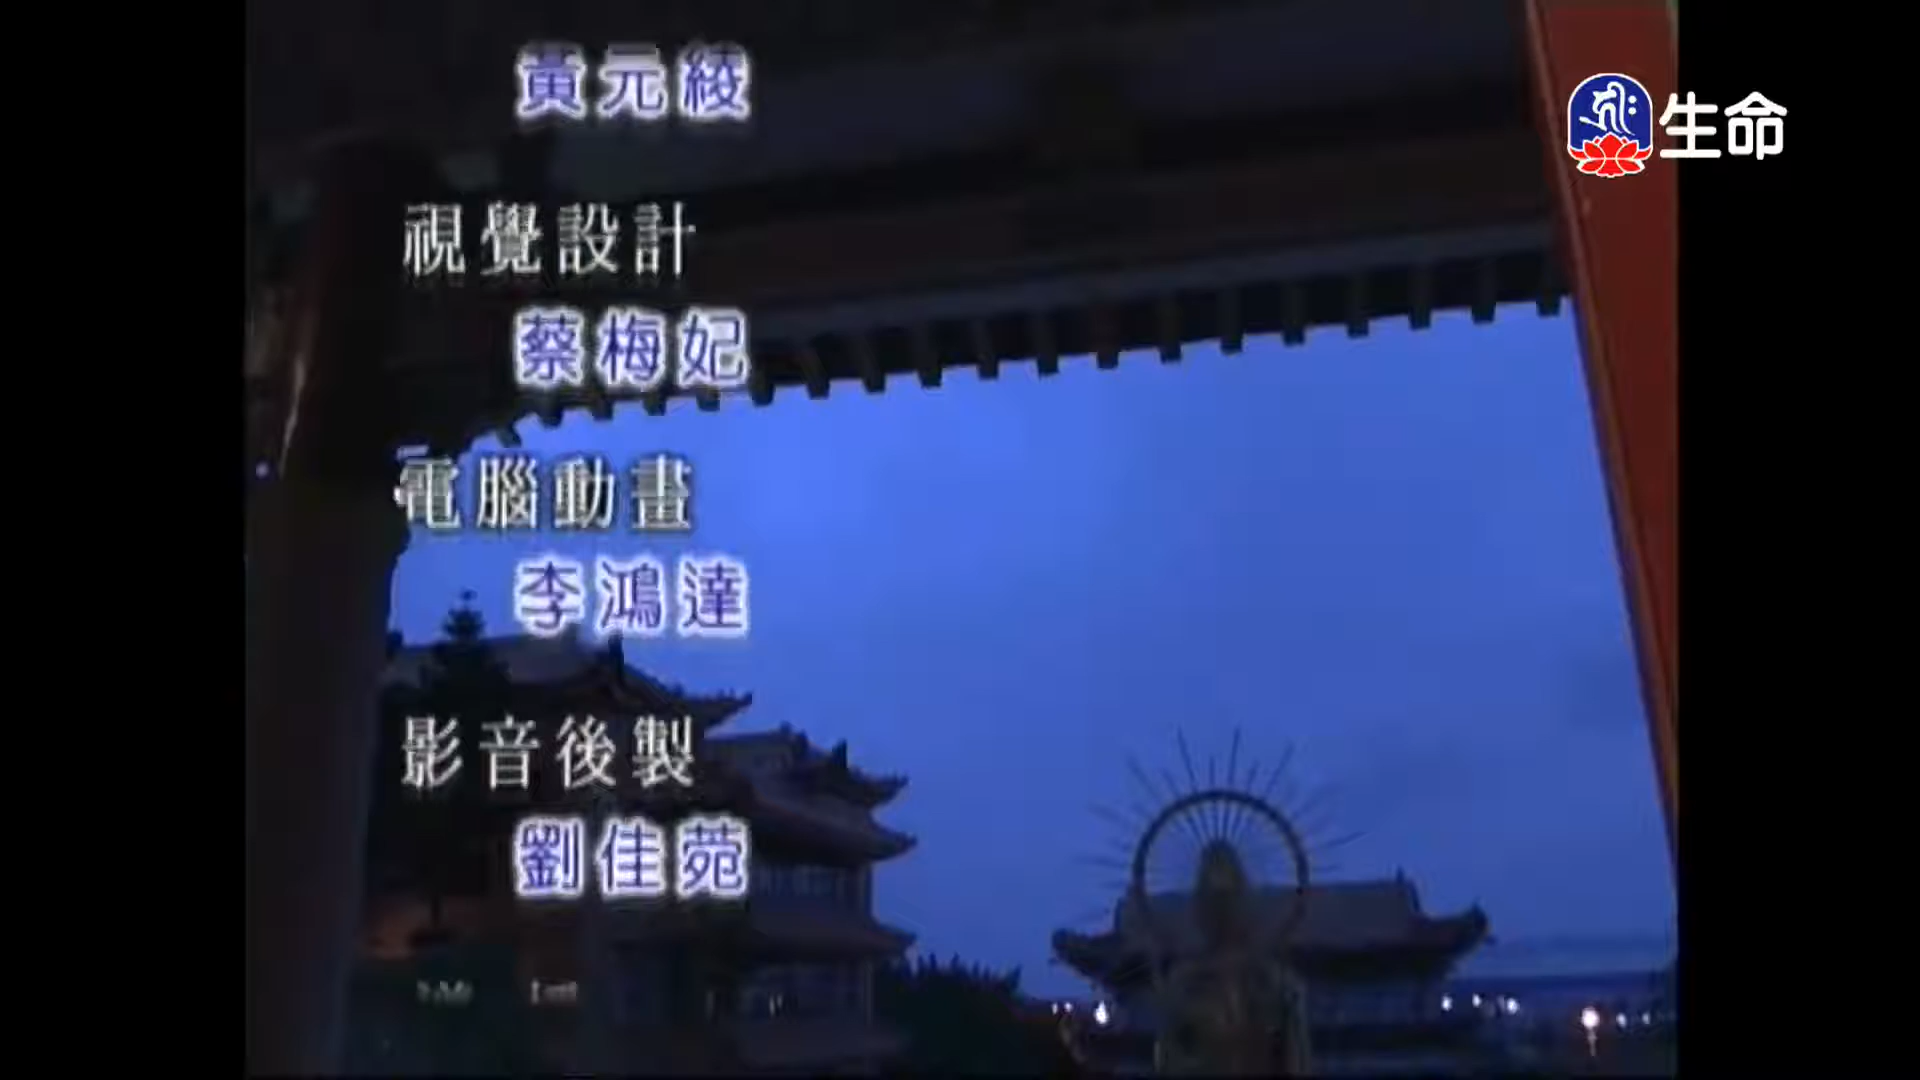 黃元綾
生命
視覺設計
蔡梅妃
電腦動畫
李鴻達
影音後製
劉佳菀